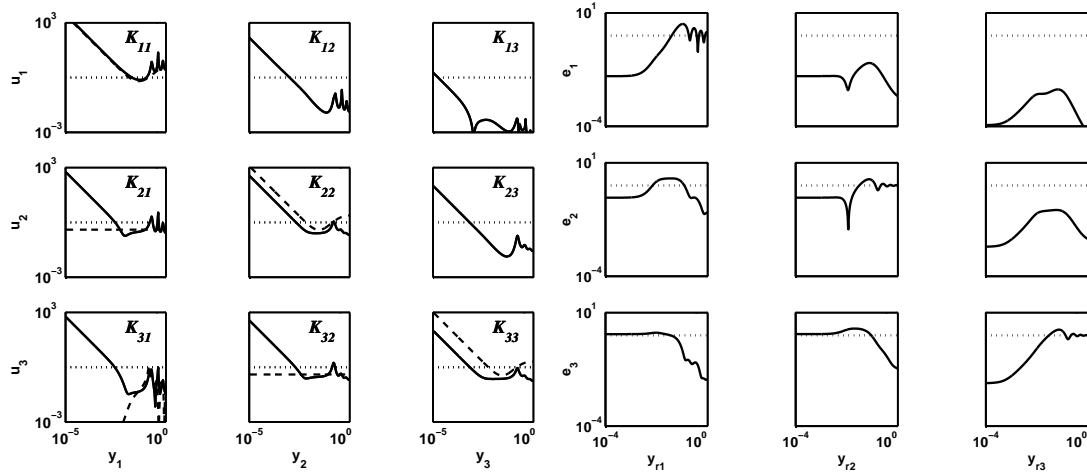 10³
10¹
K₁₁
K₁₂
K₁₃
u₁
e₁
10⁻³
10⁻⁴
10³
10¹
K₂₁
K₂₂
K₂₃
u₂
e₂
10⁻³
10⁻⁴
10³
10¹
K₃₁
K₃₂
K₃₃
u₃
e₃
10⁻³
10⁻⁴
10⁻⁵ 10⁰ 10⁻⁵ 10⁰ 10⁻⁵ 10⁰ 10⁻⁴ 10⁰ 10⁻⁴ 10⁰ 10⁻⁴ 10⁰
y₁ y₂ y₃ yᵣ₁ yᵣ₂ yᵣ₃